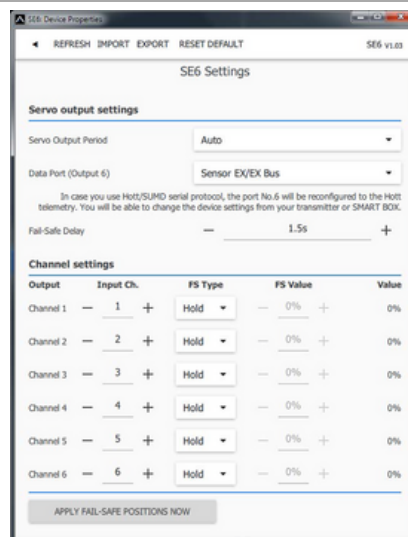 SE6: Device Properties
REFRESH IMPORT EXPORT RESET DEFAULT SE6 V1.03
SE6 Settings
Servo output settings
Servo Output Period Auto
Data Port (Output 6) Sensor EX/EX Bus
In case you use Hott/SUMD serial protocol, the port No.6 will be reconfigured to the Hott
telemetry. You will be able to change the device settings from your transmitter or SMART BOX.
Fail-Safe Delay — 1.5s +
Channel settings
Output Input Ch. FS Type FS Value Value
Channel 1 — 1 + Hold — 0% + 0%
Channel 2 — 2 + Hold — 0% + 0%
Channel 3 — 3 + Hold — 0% + 0%
Channel 4 — 4 + Hold — 0% + 0%
Channel 5 — 5 + Hold — 0% + 0%
Channel 6 — 6 + Hold — 0% + 0%
APPLY FAIL-SAFE POSITIONS NOW